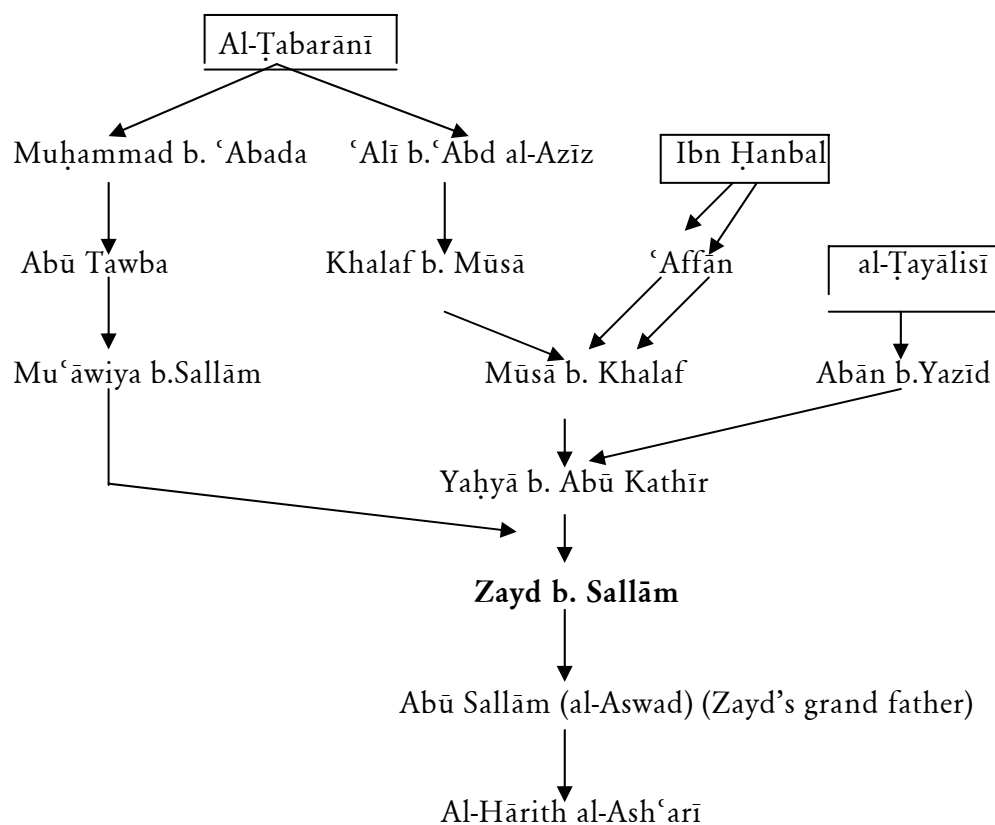 Al-Ṭabarānī
Muḥammad b. ʿAbada
ʿAlī b.ʿAbd al-Azīz
Ibn Ḥanbal
Abū Tawba
Khalaf b. Mūsā
ʿAffān
al-Ṭayālisī
Muʿāwiya b.Sallām
Mūsā b. Khalaf
Abān b.Yazīd
Yaḥyā b. Abū Kathīr
Zayd b. Sallām
Abū Sallām (al-Aswad) (Zayd’s grand father)
Al-Hārith al-Ashʿarī